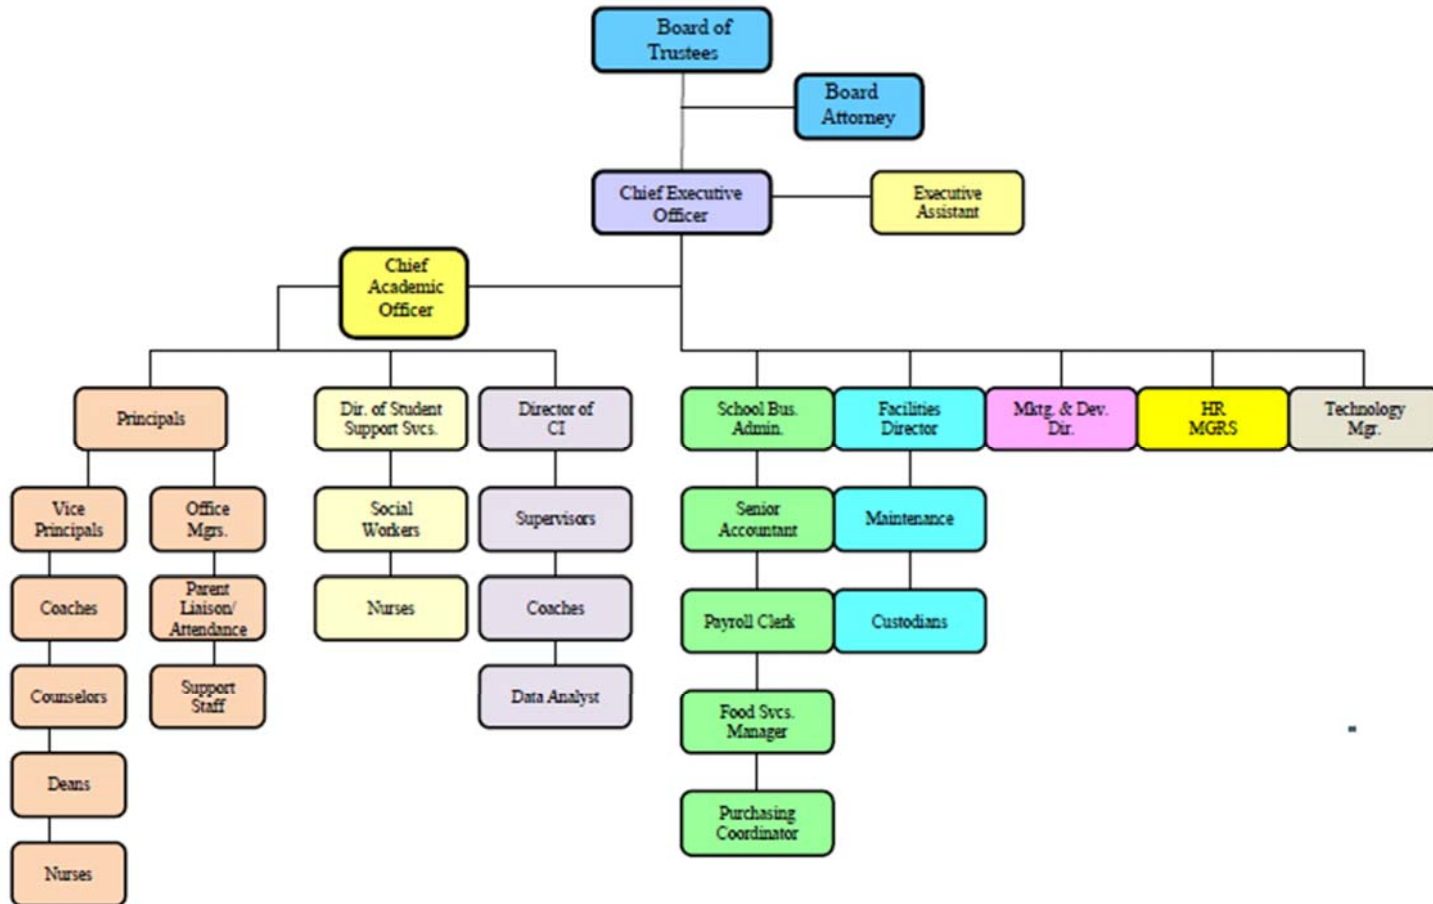 Board of
Trustees
Board
Attorney
Chief Executive
Officer
Executive
Assistant
Chief
Academic
Officer
Principals
Dir. of Student
Support Svcs.
Director of
CI
School Bus.
Admin.
Facilities
Director
Mktg. & Dev.
Dir.
HR
MGRS
Technology
Mgr.
Vice
Principals
Office
Mgrs.
Social
Workers
Supervisors
Senior
Accountant
Maintenance
Coaches
Parent
Liaison/
Attendance
Nurses
Coaches
Payroll Clerk
Custodians
Counselors
Support
Staff
Data Analyst
Food Svcs.
Manager
Deans
Purchasing
Coordinator
Nurses